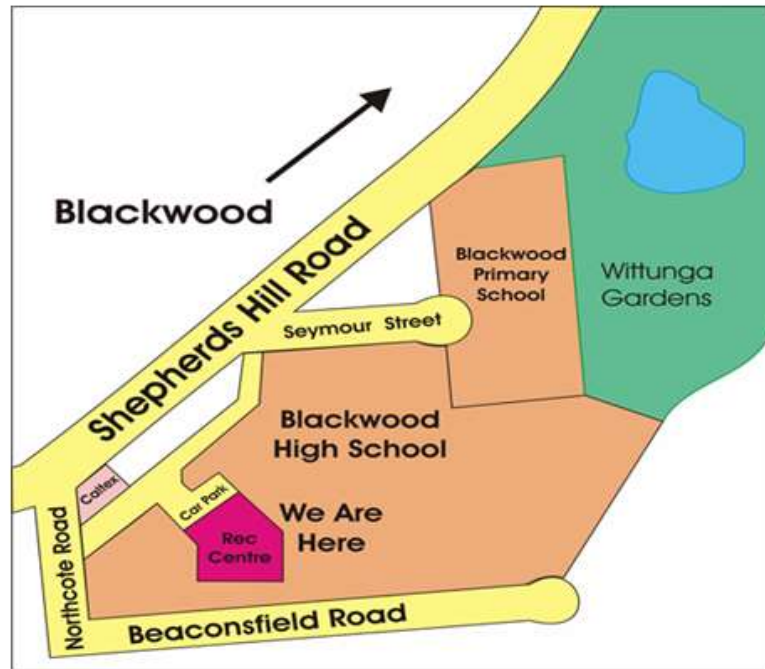 Blackwood
Shepherds Hill Road
Blackwood
Primary
School
Wittunga
Gardens
Seymour Street
Blackwood
High School
Caltex
Car Park
We Are
Here
Rec
Centre
Northcote Road
Beaconsfield Road